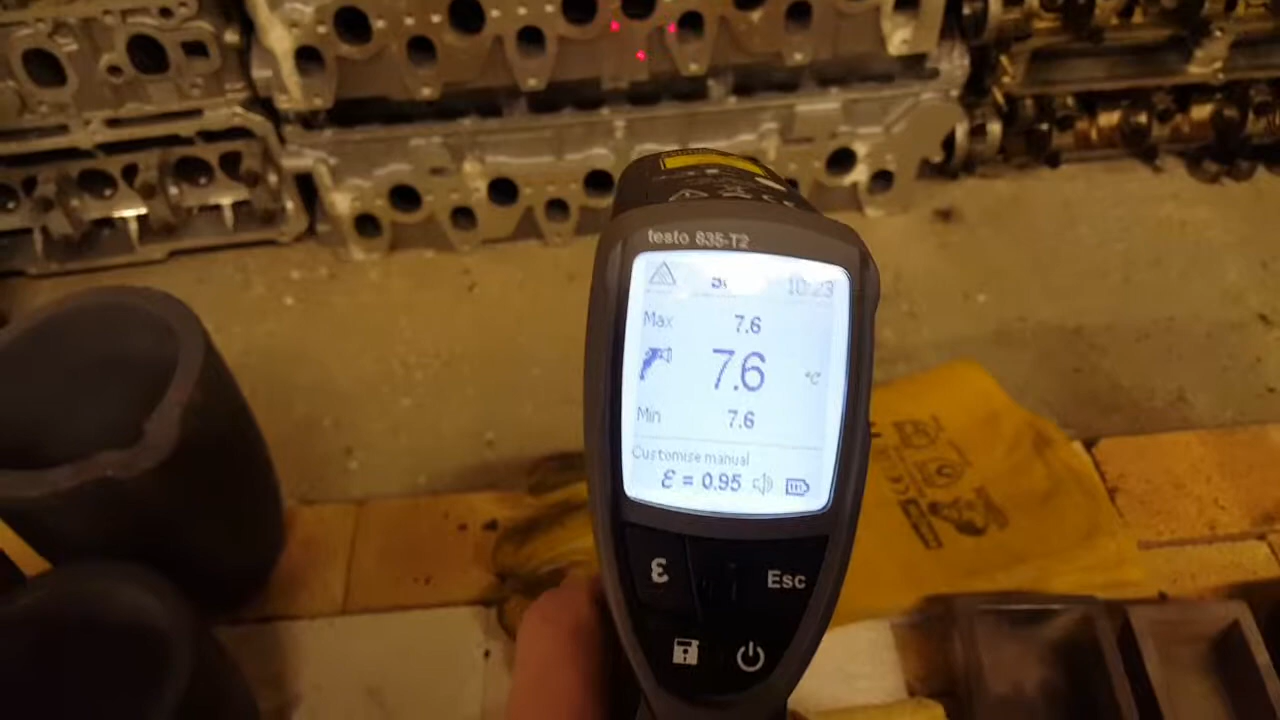 testo 835-T2
10:23
Max 7.6
7.6 °C
Min 7.6
Customise manual
ε = 0.95
ε Esc